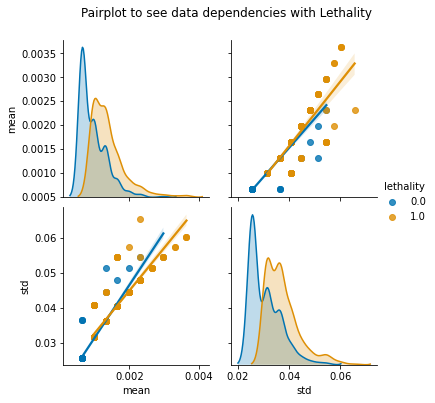 Pairplot to see data dependencies with Lethality
0.0035
0.0030
0.0025
0.0020
0.0015
0.0010
0.0005
mean
lethality
0.0
1.0
0.06
0.05
0.04
0.03
std
0.002 0.004
mean
0.02 0.04 0.06
std